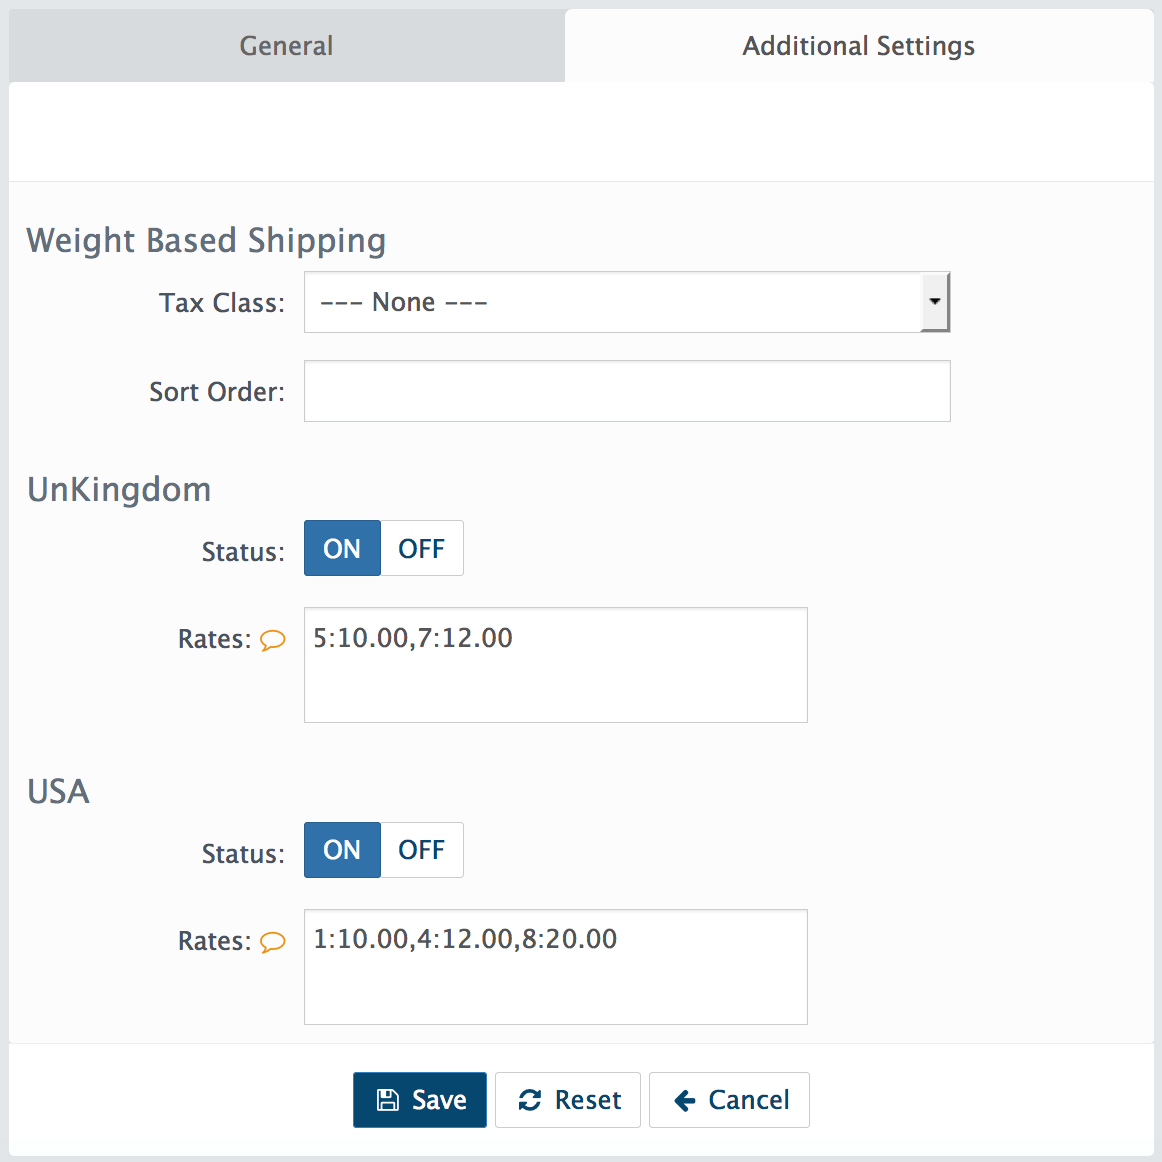 General
Additional Settings
Weight Based Shipping
Tax Class: --- None ---
Sort Order:
UnKingdom
Status: ON OFF
Rates: 5:10.00,7:12.00
USA
Status: ON OFF
Rates: 1:10.00,4:12.00,8:20.00
Save Reset Cancel